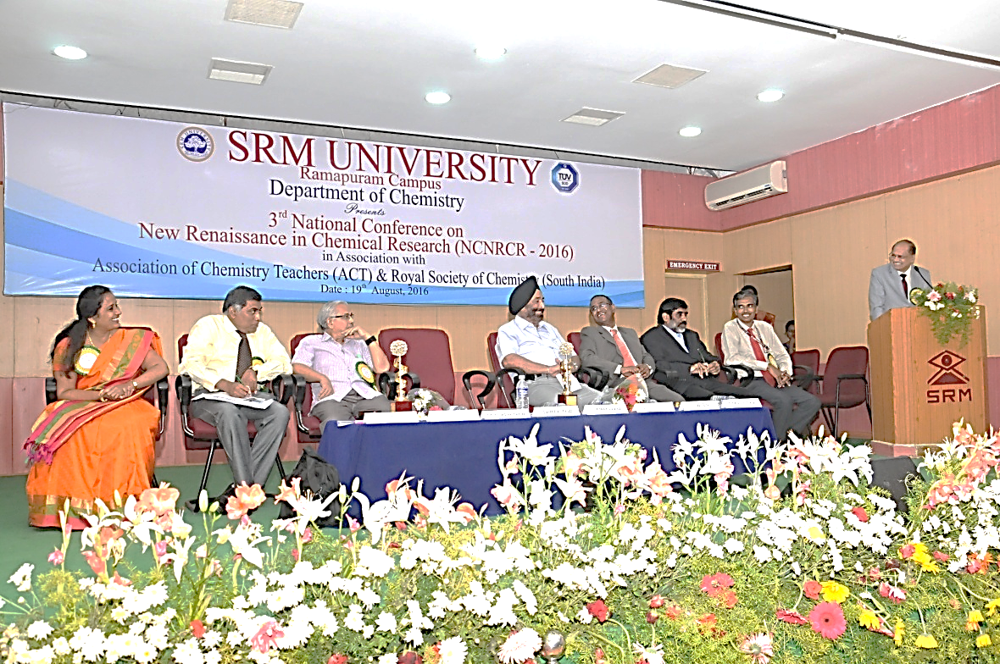 SRM UNIVERSITY
Ramapuram Campus
Department of Chemistry
Presents
3rd National Conference on
New Renaissance in Chemical Research (NCNRCR - 2016)
in Association with
Association of Chemistry Teachers (ACT) & Royal Society of Chemistry (South India)
Date : 19th August, 2016
TÜV
EMERGENCY EXIT
SRM